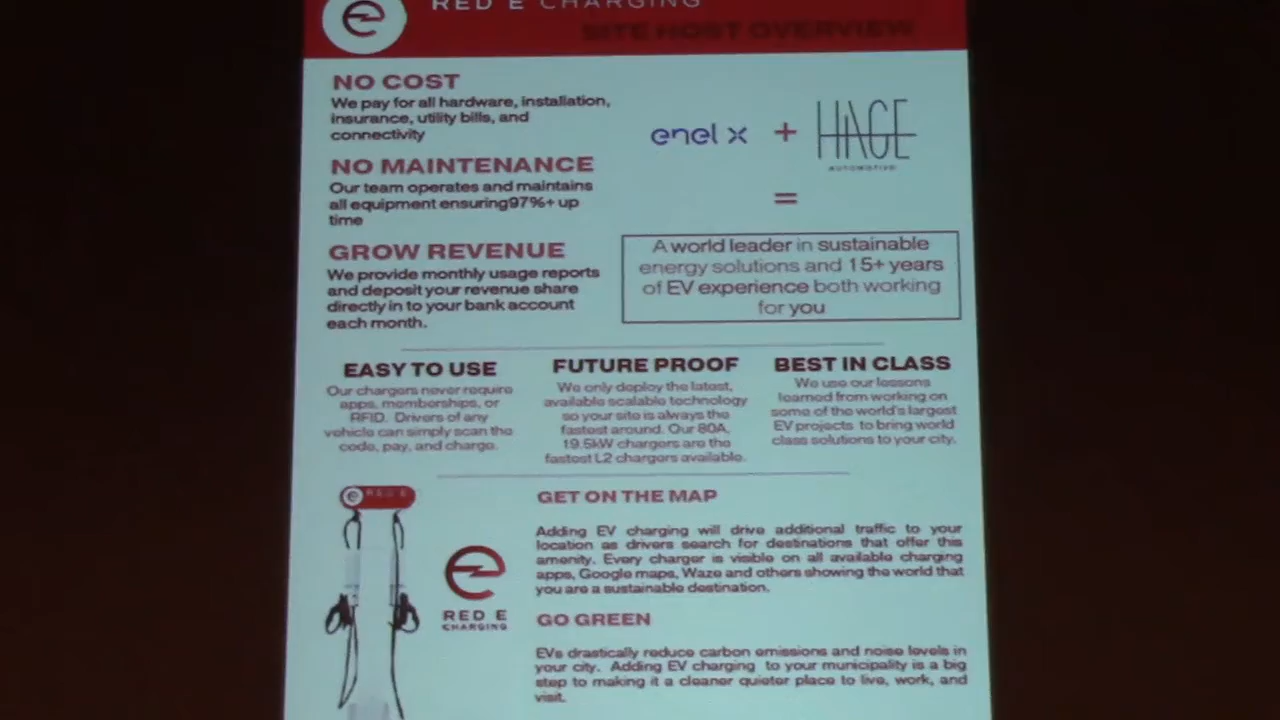 RED E CHARGING
SITE HOST OVERVIEW
NO COST
We pay for all hardware, installation,
insurance, utility bills, and
connectivity
NO MAINTENANCE
Our team operates and maintains
all equipment ensuring97%+ up
time
GROW REVENUE
We provide monthly usage reports
and deposit your revenue share
directly in to your bank account
each month.
enel x + HAGE
AUTOMOTIVE
=
A world leader in sustainable
energy solutions and 15+ years
of EV experience both working
for you
EASY TO USE
Our chargers never require
apps, memberships, or
RFID. Drivers of any
vehicle can simply scan the
code, pay, and charge.
FUTURE PROOF
We only deploy the latest,
available scalable technology
so your site is always the
fastest around. Our 80A,
19.5kW chargers are the
fastest L2 chargers available.
BEST IN CLASS
We use our lessons
learned from working on
some of the world's largest
EV projects to bring world
class solutions to your city.
RED E
RED E
CHARGING
GET ON THE MAP
Adding EV charging will drive additional traffic to your
location as drivers search for destinations that offer this
amenity. Every charger is visible on all available charging
apps, Google maps, Waze and others showing the world that
you are a sustainable destination.
GO GREEN
EVs drastically reduce carbon emissions and noise levels in
your city. Adding EV charging to your municipality is a big
step to making it a cleaner quieter place to live, work, and
visit.